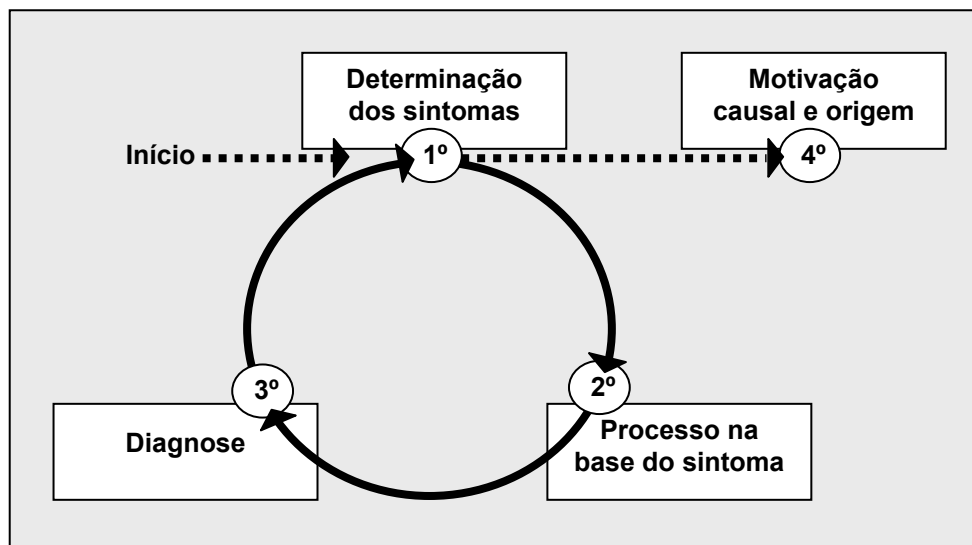 Determinação
dos sintomas
Motivação
causal e origem
Início
1º
4º
3º
2º
Diagnose
Processo na
base do sintoma